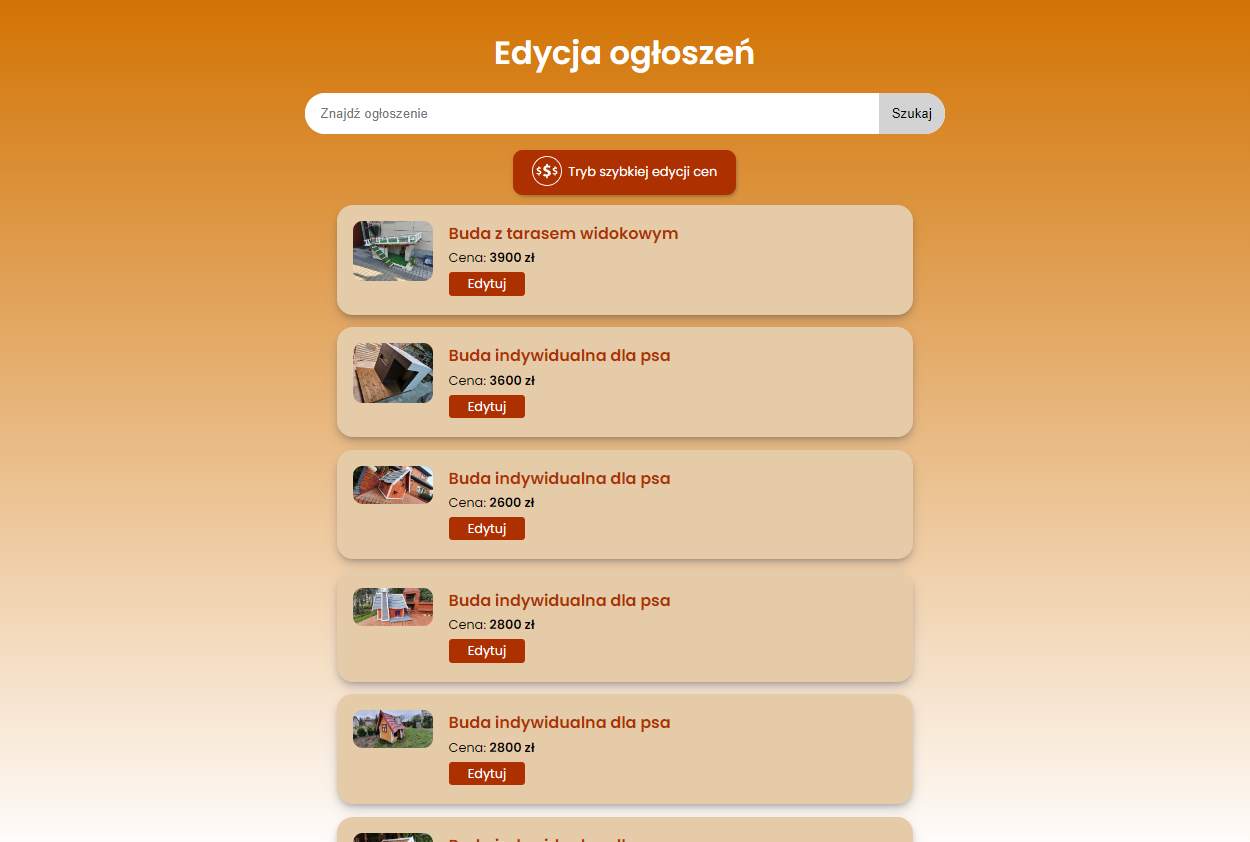 Edycja ogłoszeń
Znajdź ogłoszenie
Szukaj
$$$ Tryb szybkiej edycji cen
Buda z tarasem widokowym
Cena: 3900 zł
Edytuj
Buda indywidualna dla psa
Cena: 3600 zł
Edytuj
Buda indywidualna dla psa
Cena: 2600 zł
Edytuj
Buda indywidualna dla psa
Cena: 2800 zł
Edytuj
Buda indywidualna dla psa
Cena: 2800 zł
Edytuj